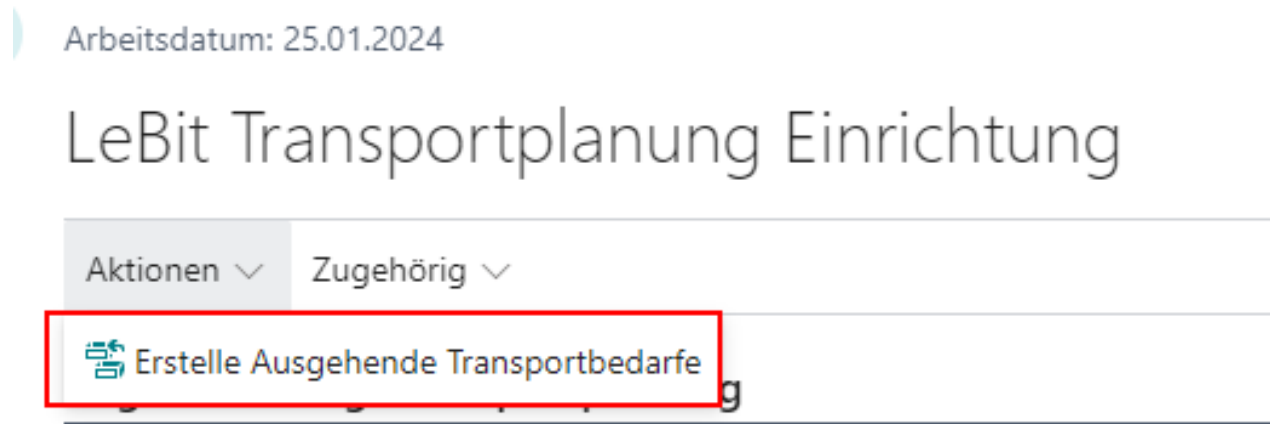 Arbeitsdatum: 25.01.2024
LeBit Transportplanung Einrichtung
Aktionen Zugehörig
Erstelle Ausgehende Transportbedarfe